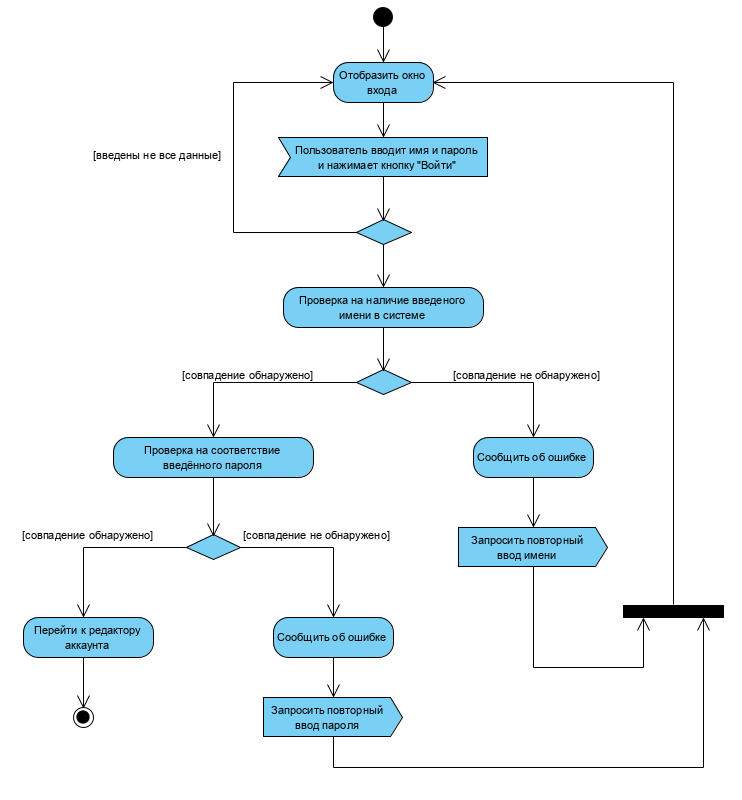 Отобразить окно
входа
[введены не все данные]
Пользователь вводит имя и пароль
и нажимает кнопку "Войти"
Проверка на наличие введеного
имени в системе
[совпадение обнаружено]
[совпадение не обнаружено]
Проверка на соответствие
введённого пароля
Сообщить об ошибке
Запросить повторный
ввод имени
[совпадение обнаружено]
[совпадение не обнаружено]
Перейти к редактору
аккаунта
Сообщить об ошибке
Запросить повторный
ввод пароля